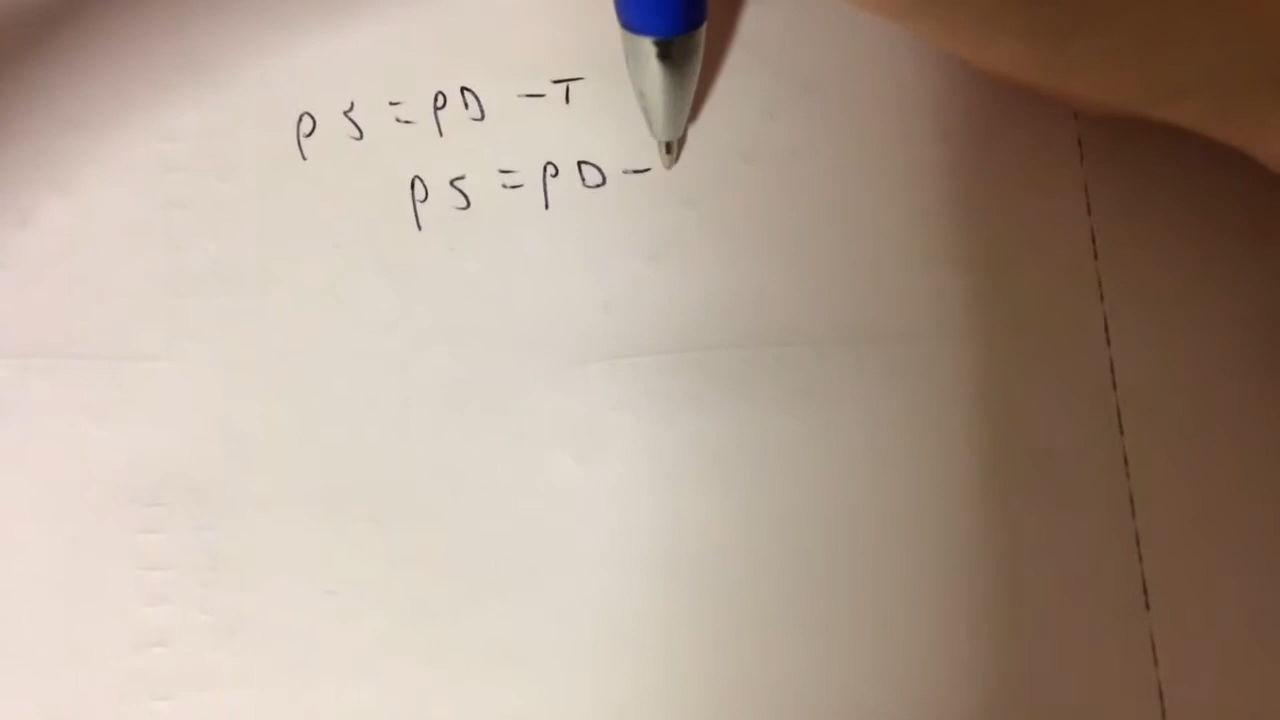 PS = PD - T
PS = PD -